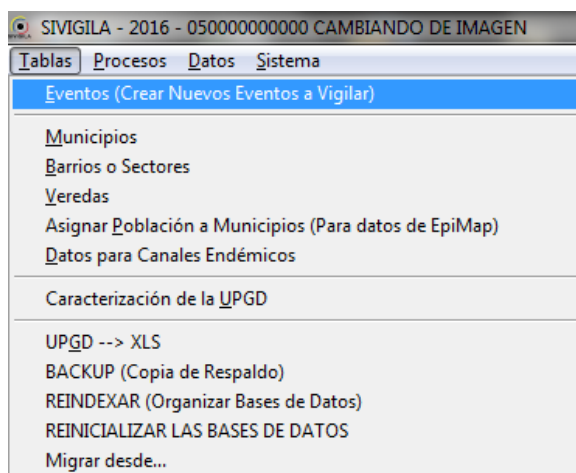 SIVIGILA - 2016 - 050000000000 CAMBIANDO DE IMAGEN
Tablas Procesos Datos Sistema
Eventos (Crear Nuevos Eventos a Vigilar)
Municipios
Barrios o Sectores
Veredas
Asignar Población a Municipios (Para datos de EpiMap)
Datos para Canales Endémicos
Caracterización de la UPGD
UPGD --> XLS
BACKUP (Copia de Respaldo)
REINDEXAR (Organizar Bases de Datos)
REINICIALIZAR LAS BASES DE DATOS
Migrar desde...